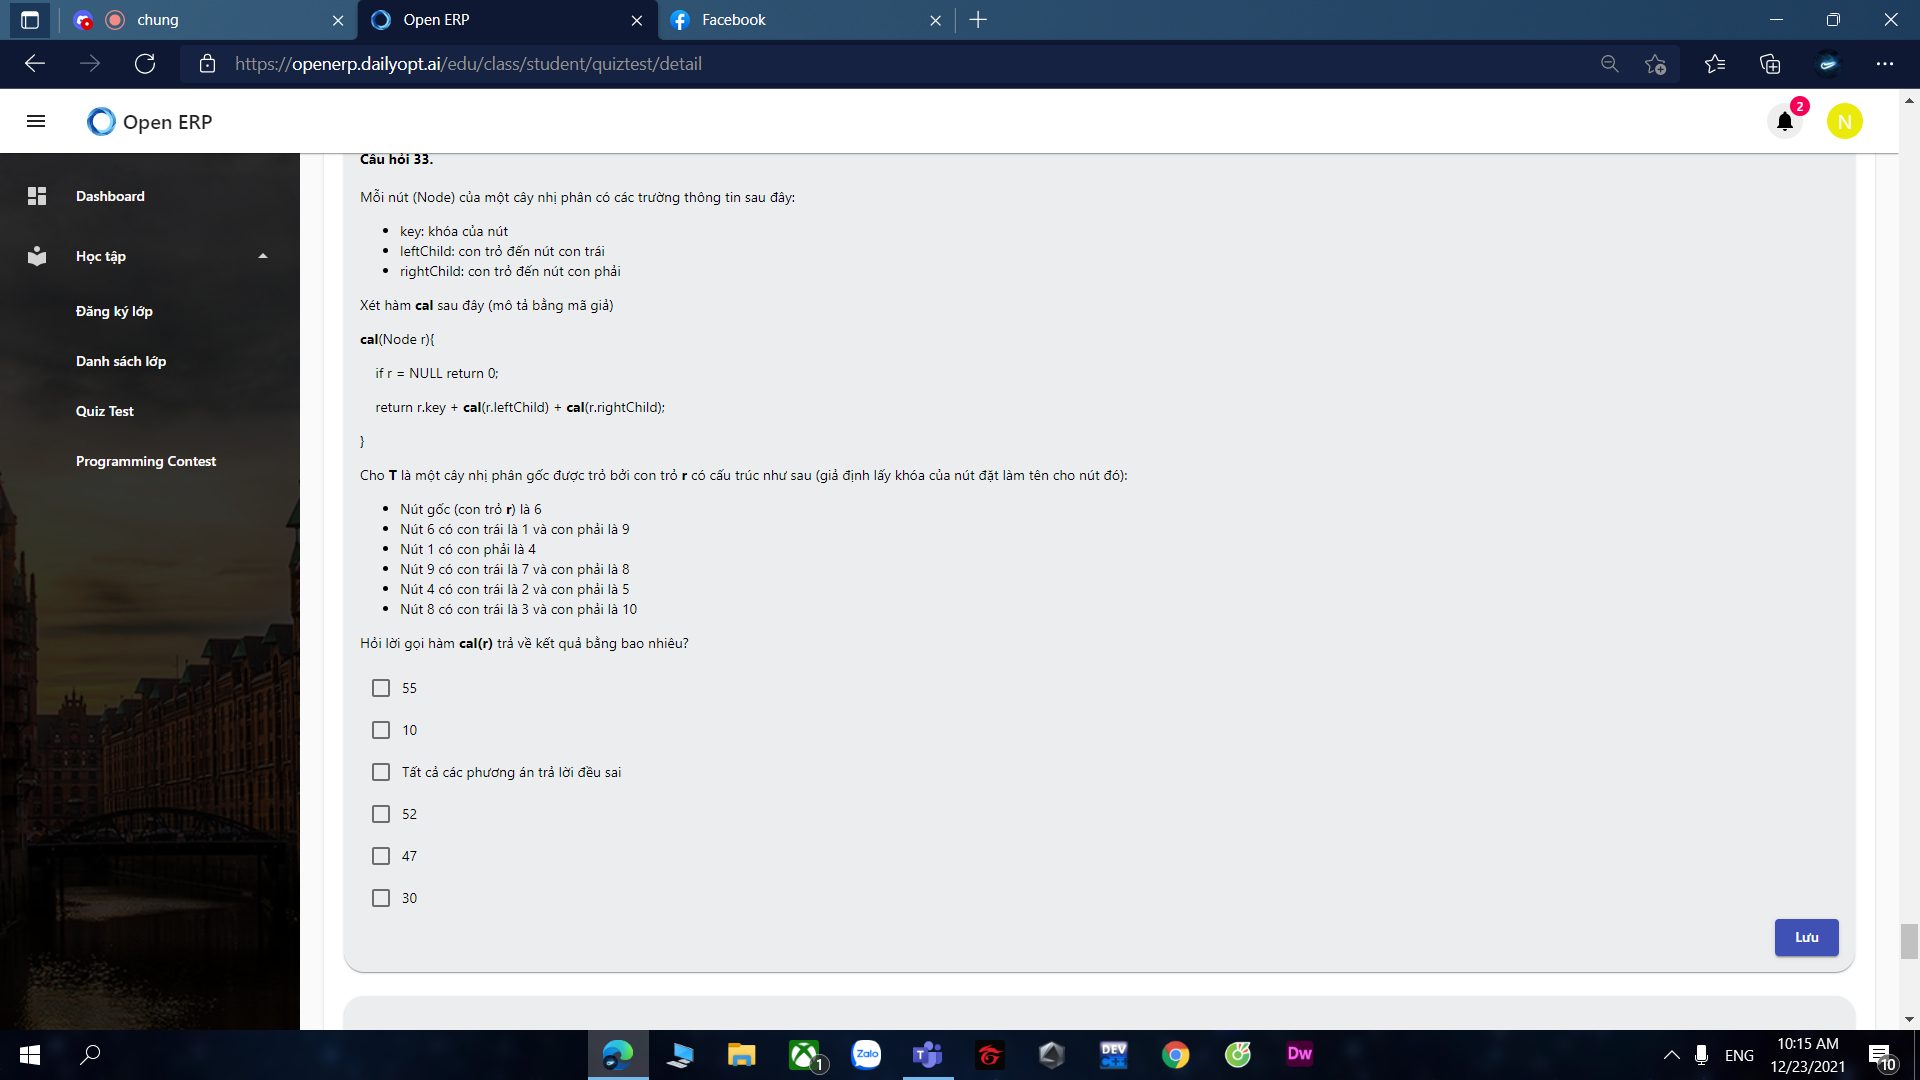 chung
Open ERP
Facebook
https://openerp.dailyopt.ai/edu/class/student/quiztest/detail
Open ERP
2
N
Dashboard
Học tập
Đăng ký lớp
Danh sách lớp
Quiz Test
Programming Contest
Câu hỏi 33.
Mỗi nút (Node) của một cây nhị phân có các trường thông tin sau đây:
key: khóa của nút
leftChild: con trỏ đến nút con trái
rightChild: con trỏ đến nút con phải
Xét hàm cal sau đây (mô tả bằng mã giả)
cal(Node r){
if r = NULL return 0;
return r.key + cal(r.leftChild) + cal(r.rightChild);
}
Cho T là một cây nhị phân gốc được trỏ bởi con trỏ r có cấu trúc như sau (giả định lấy khóa của nút đặt làm tên cho nút đó):
Nút gốc (con trỏ r) là 6
Nút 6 có con trái là 1 và con phải là 9
Nút 1 có con phải là 4
Nút 9 có con trái là 7 và con phải là 8
Nút 4 có con trái là 2 và con phải là 5
Nút 8 có con trái là 3 và con phải là 10
Hỏi lời gọi hàm cal(r) trả về kết quả bằng bao nhiêu?
55
10
Tất cả các phương án trả lời đều sai
52
47
30
Lưu
1
Zalo
T
DEV C++
Dw
ENG
10:15 AM
12/23/2021
10